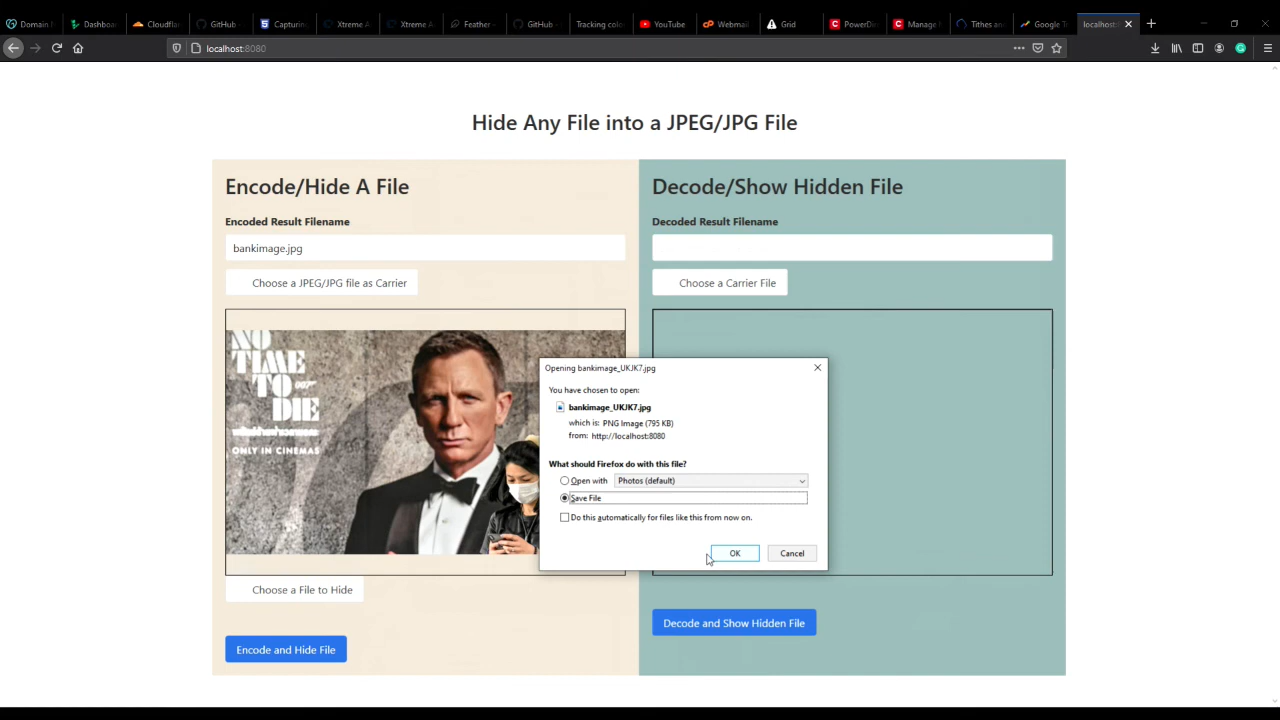 Domain N
Dashboa
Cloudflar
GitHub
Capturing
Xtreme A
Xtreme A
Feather
GitHub
Tracking colo
YouTube
Webmail
Grid
PowerDir
Manage
Tithes and
Google T
localhost:
localhost:8080
Hide Any File into a JPEG/JPG File
Encode/Hide A File
Encoded Result Filename
bankimage.jpg
Choose a JPEG/JPG file as Carrier
NO
TIME
TO 007
DIE
ONLY IN CINEMAS
Choose a File to Hide
Encode and Hide File
Decode/Show Hidden File
Decoded Result Filename
Choose a Carrier File
Decode and Show Hidden File
Opening bankimage_UKJK7.jpg
You have chosen to open:
bankimage_UKJK7.jpg
which is: PNG Image (795 KB)
from: http://localhost:8080
What should Firefox do with this file?
Open with Photos (default)
Save File
Do this automatically for files like this from now on.
OK Cancel